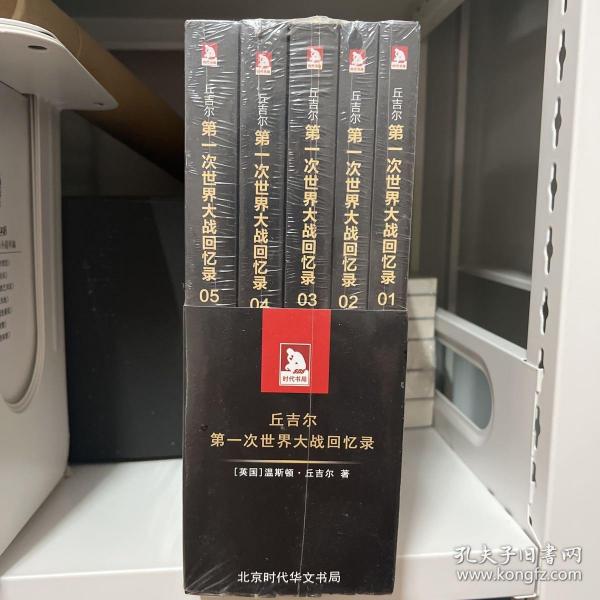 时代书局
丘吉尔
第一次世界大战回忆录
05
丘吉尔
第一次世界大战回忆录
04
丘吉尔
第一次世界大战回忆录
03
丘吉尔
第一次世界大战回忆录
02
丘吉尔
第一次世界大战回忆录
01
时代书局
丘吉尔
第一次世界大战回忆录
[英国]温斯顿·丘吉尔 著
北京时代华文书局
孔夫子旧书网
www.kongfz.com